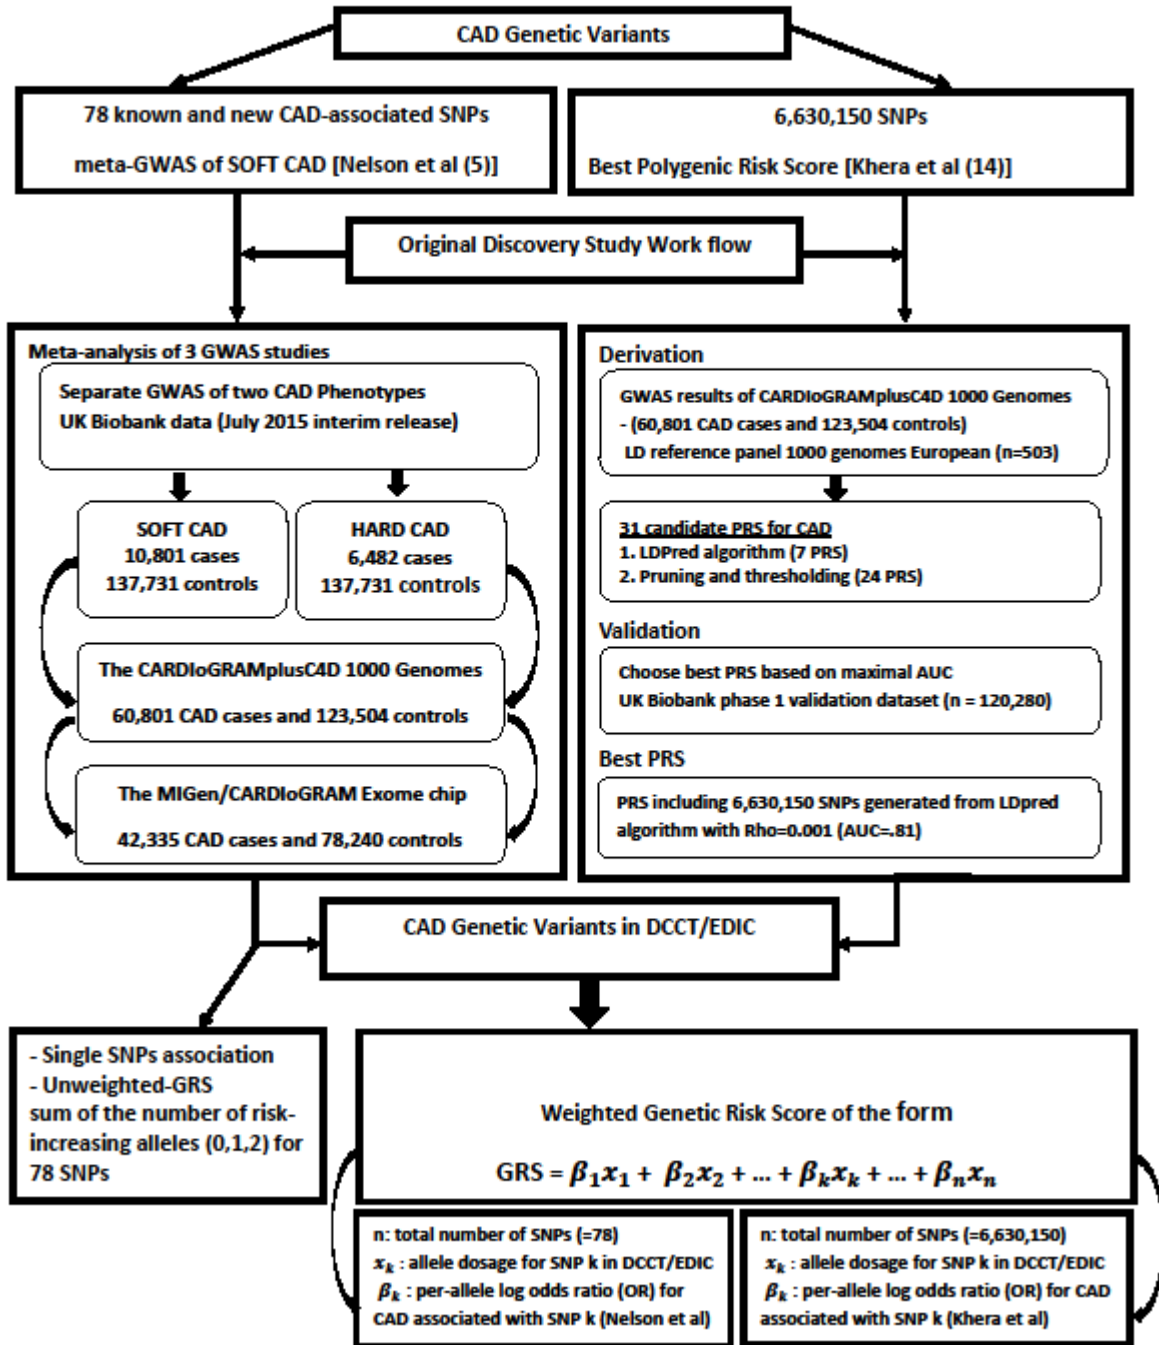 CAD Genetic Variants
78 known and new CAD-associated SNPs
meta-GWAS of SOFT CAD [Nelson et al (5)]
6,630,150 SNPs
Best Polygenic Risk Score [Khera et al (14)]
Original Discovery Study Work flow
Meta-analysis of 3 GWAS studies
Separate GWAS of two CAD Phenotypes
UK Biobank data (July 2015 interim release)
SOFT CAD
10,801 cases
137,731 controls
HARD CAD
6,482 cases
137,731 controls
The CARDIoGRAMplusC4D 1000 Genomes
60,801 CAD cases and 123,504 controls
The MIGen/CARDIoGRAM Exome chip
42,335 CAD cases and 78,240 controls
Derivation
GWAS results of CARDIoGRAMplusC4D 1000 Genomes
- (60,801 CAD cases and 123,504 controls)
LD reference panel 1000 genomes European (n=503)
31 candidate PRS for CAD
1. LDPred algorithm (7 PRS)
2. Pruning and thresholding (24 PRS)
Validation
Choose best PRS based on maximal AUC
UK Biobank phase 1 validation dataset (n = 120,280)
Best PRS
PRS including 6,630,150 SNPs generated from LDpred
algorithm with Rho=0.001 (AUC=.81)
CAD Genetic Variants in DCCT/EDIC
- Single SNPs association
- Unweighted-GRS
sum of the number of risk-
increasing alleles (0,1,2) for
78 SNPs
Weighted Genetic Risk Score of the form
GRS = β₁x₁ + β₂x₂ + ... + βₖxₖ + ... + βₙxₙ
n: total number of SNPs (=78)
xₖ : allele dosage for SNP k in DCCT/EDIC
βₖ : per-allele log odds ratio (OR) for
CAD associated with SNP k (Nelson et al)
n: total number of SNPs (=6,630,150)
xₖ : allele dosage for SNP k in DCCT/EDIC
βₖ : per-allele log odds ratio (OR) for CAD
associated with SNP k (Khera et al)